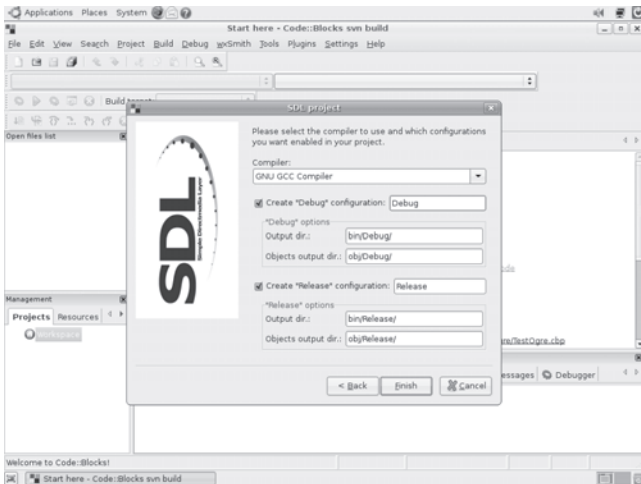 Applications Places System
Start here - Code::Blocks svn build
File Edit View Search Project Build Debug wxSmith Tools Plugins Settings Help
Build target:
SDL project
Open files list
Please select the compiler to use and which configurations
you want enabled in your project.
Compiler:
GNU GCC Compiler
Create "Debug" configuration: Debug
"Debug" options
Output dir.: bin/Debug/
Objects output dir.: obj/Debug/
Create "Release" configuration: Release
"Release" options
Output dir.: bin/Release/
Objects output dir.: obj/Release/
SDL
Simple Directmedia Layer
ode
Management
Projects Resources
Workspace
re/TestOgre.cbp
essages Debugger
< Back Finish Cancel
Welcome to Code::Blocks!
Start here - Code::Blocks svn build